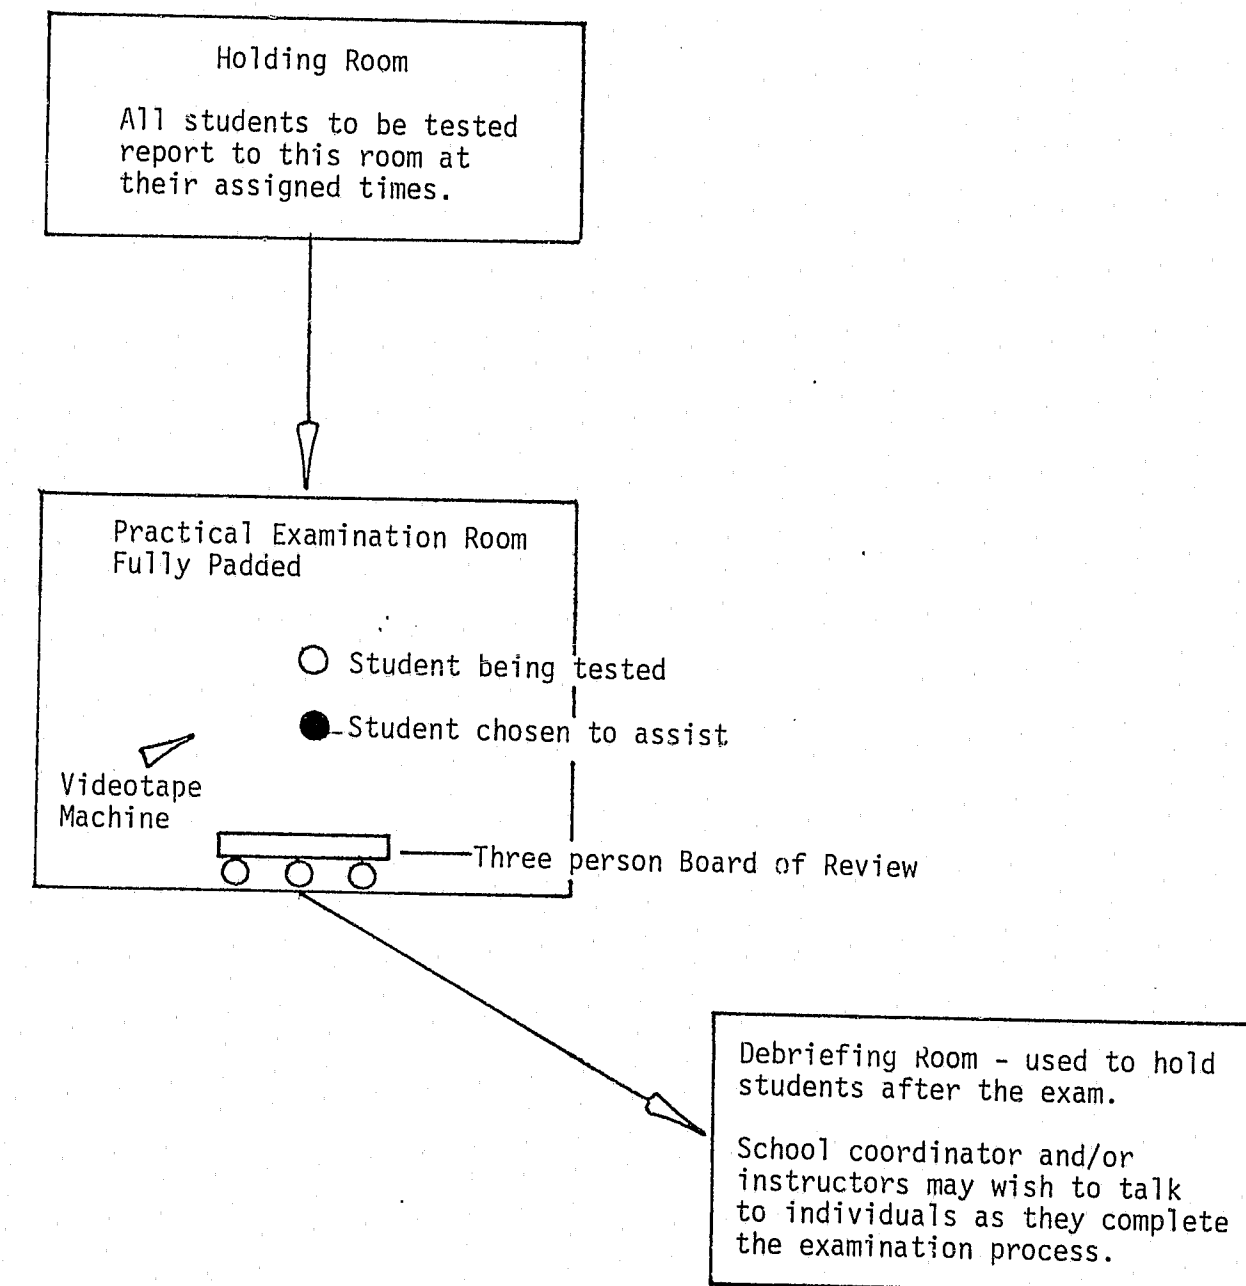 Holding Room
All students to be tested
report to this room at
their assigned times.
Practical Examination Room
Fully Padded
Student being tested
Student chosen to assist
Videotape
Machine
Three person Board of Review
Debriefing Room - used to hold
students after the exam.
School coordinator and/or
instructors may wish to talk
to individuals as they complete
the examination process.